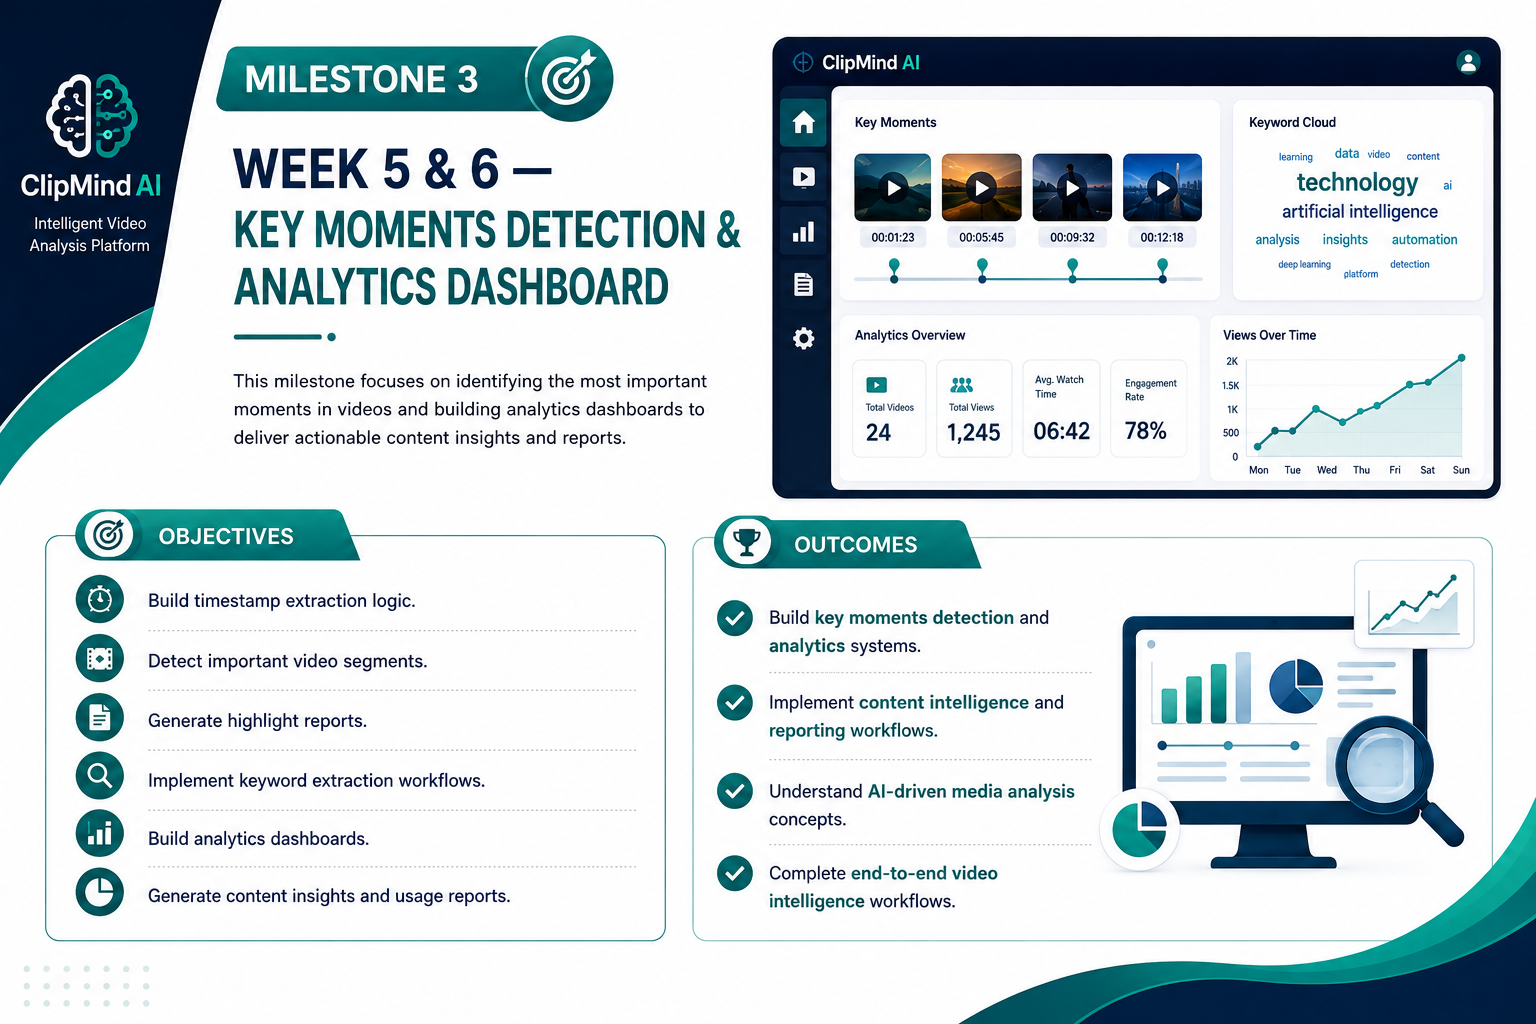 ClipMind AI
Intelligent Video
Analysis Platform
MILESTONE 3
WEEK 5 & 6 —
KEY MOMENTS DETECTION &
ANALYTICS DASHBOARD
This milestone focuses on identifying the most important
moments in videos and building analytics dashboards to
deliver actionable content insights and reports.
ClipMind AI
Key Moments
00:01:23
00:05:45
00:09:32
00:12:18
Keyword Cloud
learning data video content
technology ai
artificial intelligence
analysis insights automation
deep learning platform detection
Analytics Overview
Total Videos
24
Total Views
1,245
Avg. Watch
Time
06:42
Engagement
Rate
78%
Views Over Time
2K
1.5K
1K
500
0
Mon Tue Wed Thu Fri Sat Sun
OBJECTIVES
Build timestamp extraction logic.
Detect important video segments.
Generate highlight reports.
Implement keyword extraction workflows.
Build analytics dashboards.
Generate content insights and usage reports.
OUTCOMES
Build key moments detection and
analytics systems.
Implement content intelligence and
reporting workflows.
Understand AI-driven media analysis
concepts.
Complete end-to-end video
intelligence workflows.